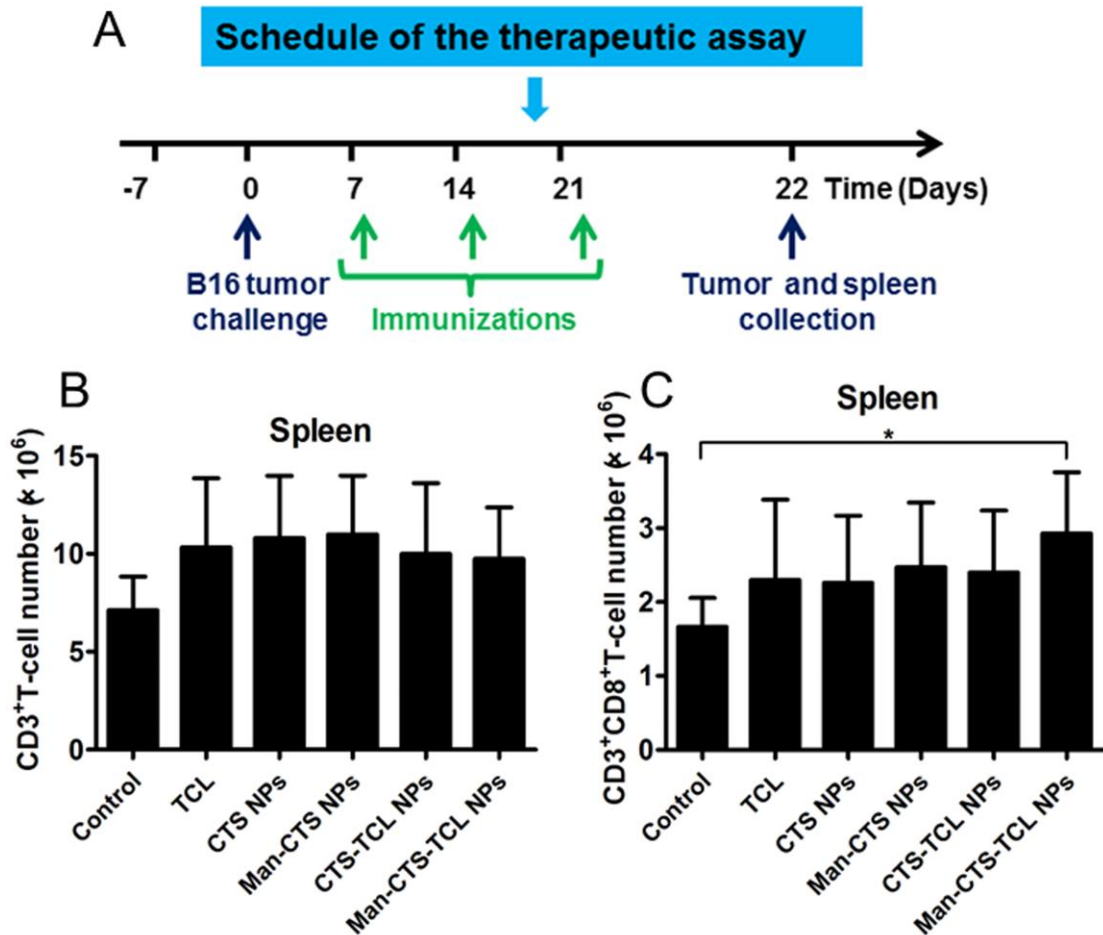 A
Schedule of the therapeutic assay
-7 0 7 14 21 22 Time (Days)
B16 tumor
challenge
Immunizations
Tumor and spleen
collection
B
Spleen
CD3⁺T-cell number (× 10⁶)
15
10
5
0
Control
TCL
CTS NPs
Man-CTS NPs
CTS-TCL NPs
Man-CTS-TCL NPs
C
Spleen
*
CD3⁺CD8⁺T-cell number (× 10⁶)
4
3
2
1
0
Control
TCL
CTS NPs
Man-CTS NPs
CTS-TCL NPs
Man-CTS-TCL NPs